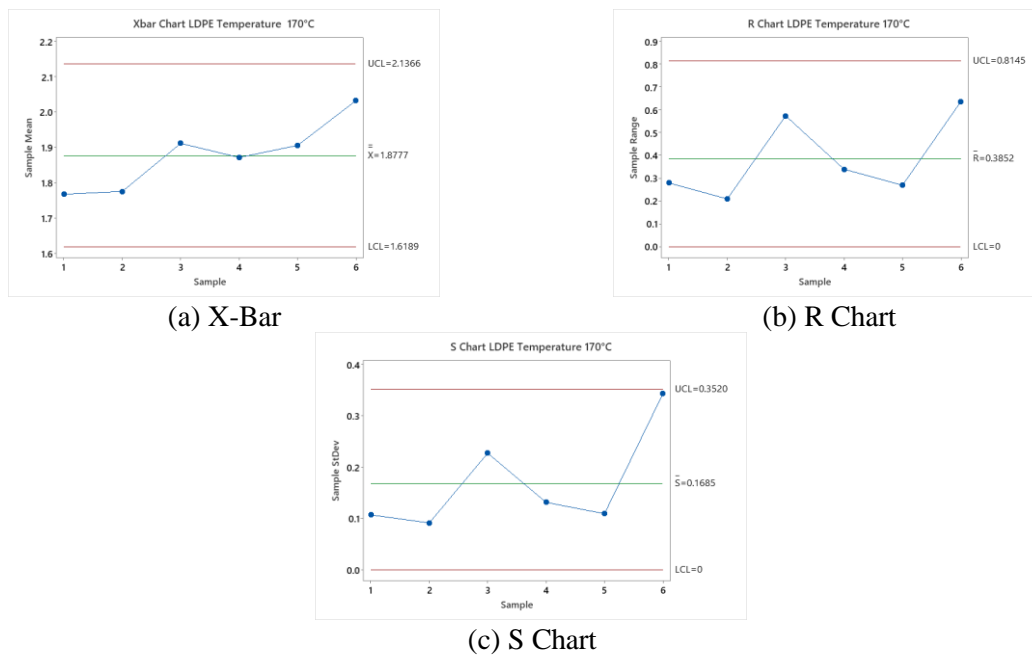 Xbar Chart LDPE Temperature 170°C
2.2
2.1
2.0
1.9
1.8
1.7
1.6
Sample Mean
UCL=2.1366
X̿=1.8777
LCL=1.6189
1 2 3 4 5 6
Sample
(a) X-Bar
R Chart LDPE Temperature 170°C
0.9
0.8
0.7
0.6
0.5
0.4
0.3
0.2
0.1
0.0
Sample Range
UCL=0.8145
R̄=0.3852
LCL=0
1 2 3 4 5 6
Sample
(b) R Chart
S Chart LDPE Temperature 170°C
0.4
0.3
0.2
0.1
0.0
Sample StDev
UCL=0.3520
S̄=0.1685
LCL=0
1 2 3 4 5 6
Sample
(c) S Chart